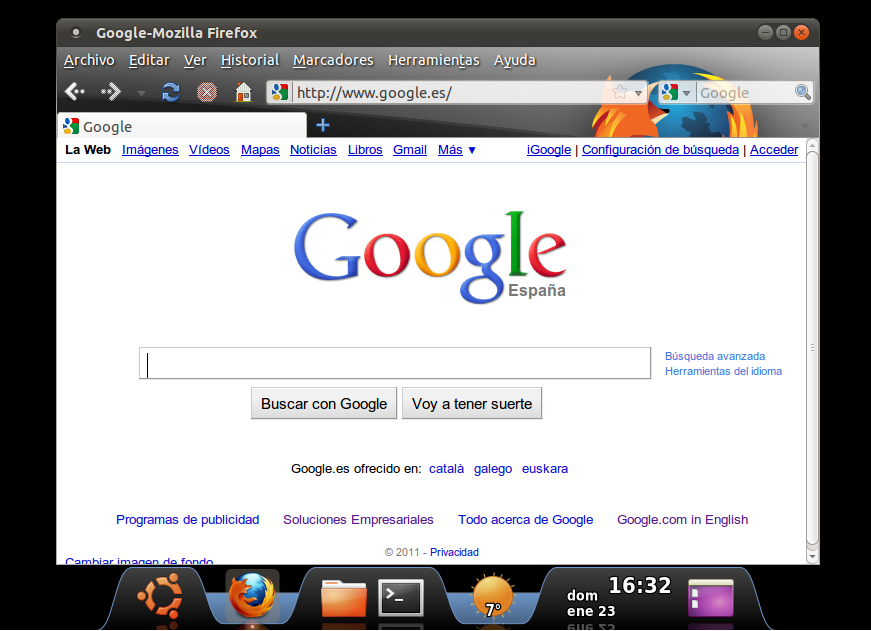 Google-Mozilla Firefox
Archivo Editar Ver Historial Marcadores Herramientas Ayuda
http://www.google.es/ Google
Google
La Web Imágenes Vídeos Mapas Noticias Libros Gmail Más ▼ iGoogle | Configuración de búsqueda | Acceder
Google
España
Búsqueda avanzada
Herramientas del idioma
Buscar con Google Voy a tener suerte
Google.es ofrecido en: català galego euskara
Programas de publicidad Soluciones Empresariales Todo acerca de Google Google.com in English
© 2011 - Privacidad
Cambiar imagen de fondo
7°
dom 16:32
ene 23